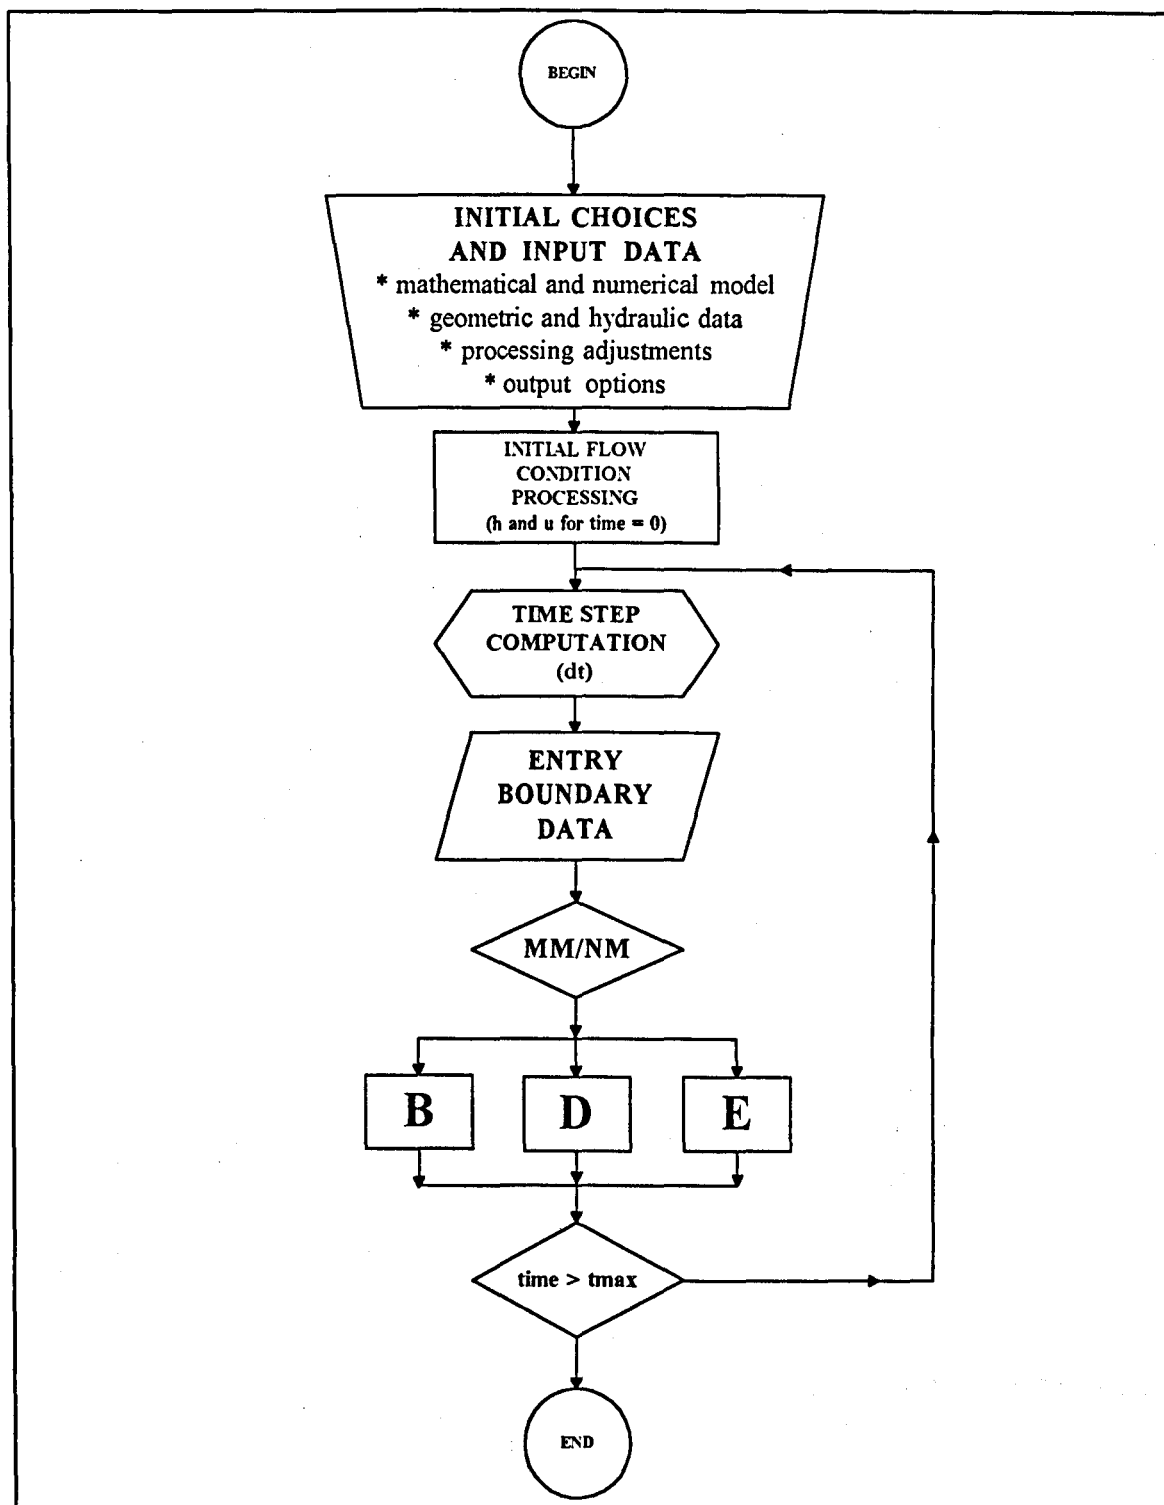 BEGIN
INITIAL CHOICES
AND INPUT DATA
* mathematical and numerical model
* geometric and hydraulic data
* processing adjustments
* output options
INITIAL FLOW
CONDITION
PROCESSING
(h and u for time = 0)
TIME STEP
COMPUTATION
(dt)
ENTRY
BOUNDARY
DATA
MM/NM
B D E
time > tmax
END